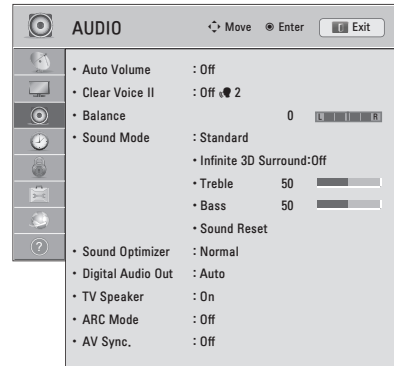 AUDIO Move Enter Exit
• Auto Volume : Off
• Clear Voice II : Off 2
• Balance 0 L R
• Sound Mode : Standard
• Infinite 3D Surround:Off
• Treble 50
• Bass 50
• Sound Reset
• Sound Optimizer : Normal
• Digital Audio Out : Auto
• TV Speaker : On
• ARC Mode : Off
• AV Sync. : Off
?